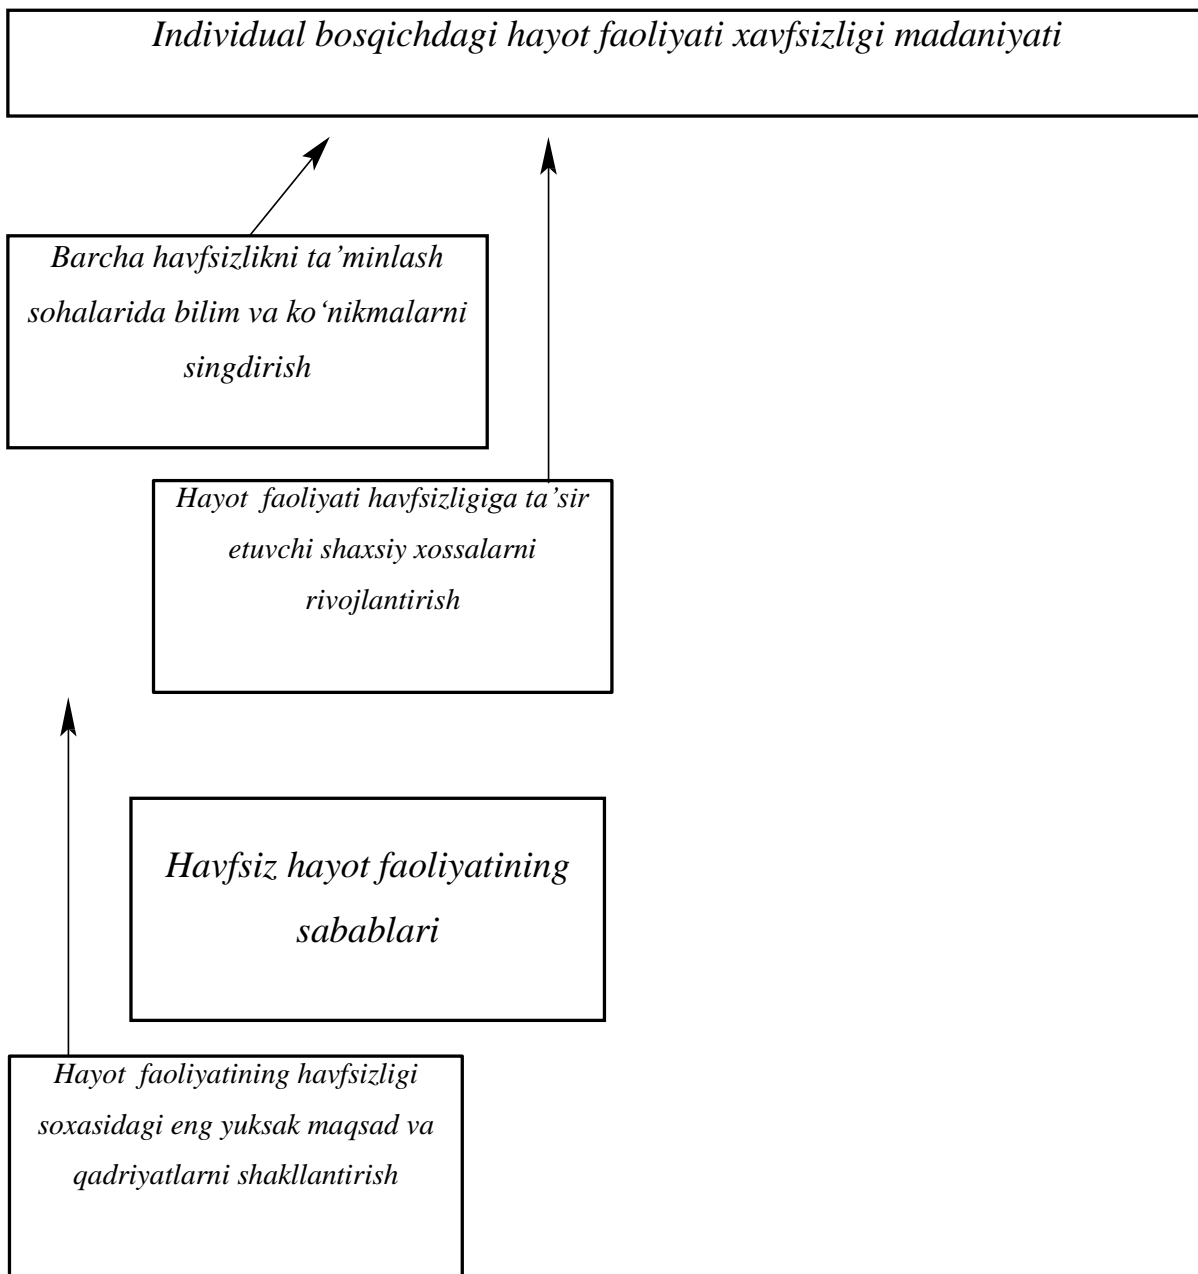 Individual bosqichdagi hayot faoliyati xavfsizligi madaniyati
Barcha havfsizlikni ta’minlash
sohalarida bilim va ko‘nikmalarni
singdirish
Hayot faoliyati havfsizligiga ta’sir
etuvchi shaxsiy xossalarni
rivojlantirish
Havfsiz hayot faoliyatining
sabablari
Hayot faoliyatining havfsizligi
soxasidagi eng yuksak maqsad va
qadriyatlarni shakllantirish